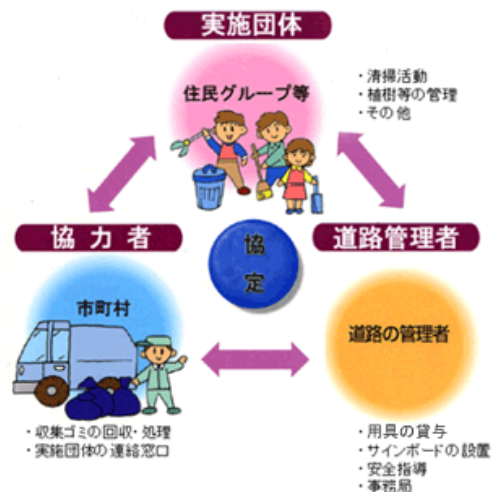 実施団体
住民グループ等
・清掃活動
・植樹等の管理
・その他
協力者
協定
道路管理者
市町村
道路の管理者
・収集ゴミの回収・処理
・実施団体の連絡窓口
・用具の貸与
・サインボードの設置
・安全指導
・事務局